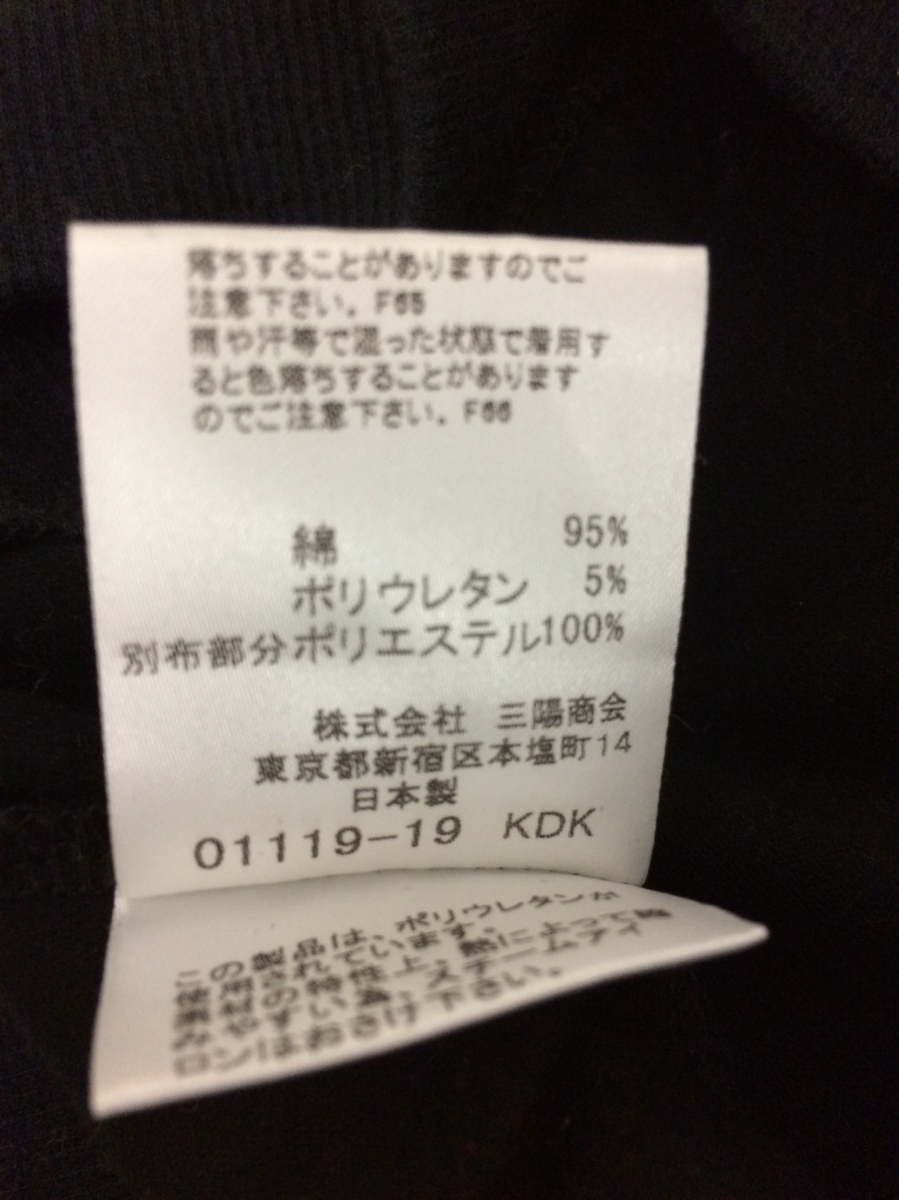 落ちすることがありますのでご
注意下さい。F65
雨や汗等で湿った状態で着用す
ると色落ちすることがあります
のでご注意下さい。F66
綿 95%
ポリウレタン 5%
別布部分ポリエステル100%
株式会社 三陽商会
東京都新宿区本塩町14
日本製
01119-19 KDK
この製品は、ポリウレタンが
使用されています。
素材の特性上、熱によって縮
みやすい為、スチームアイ
ロンはおさけ下さい。